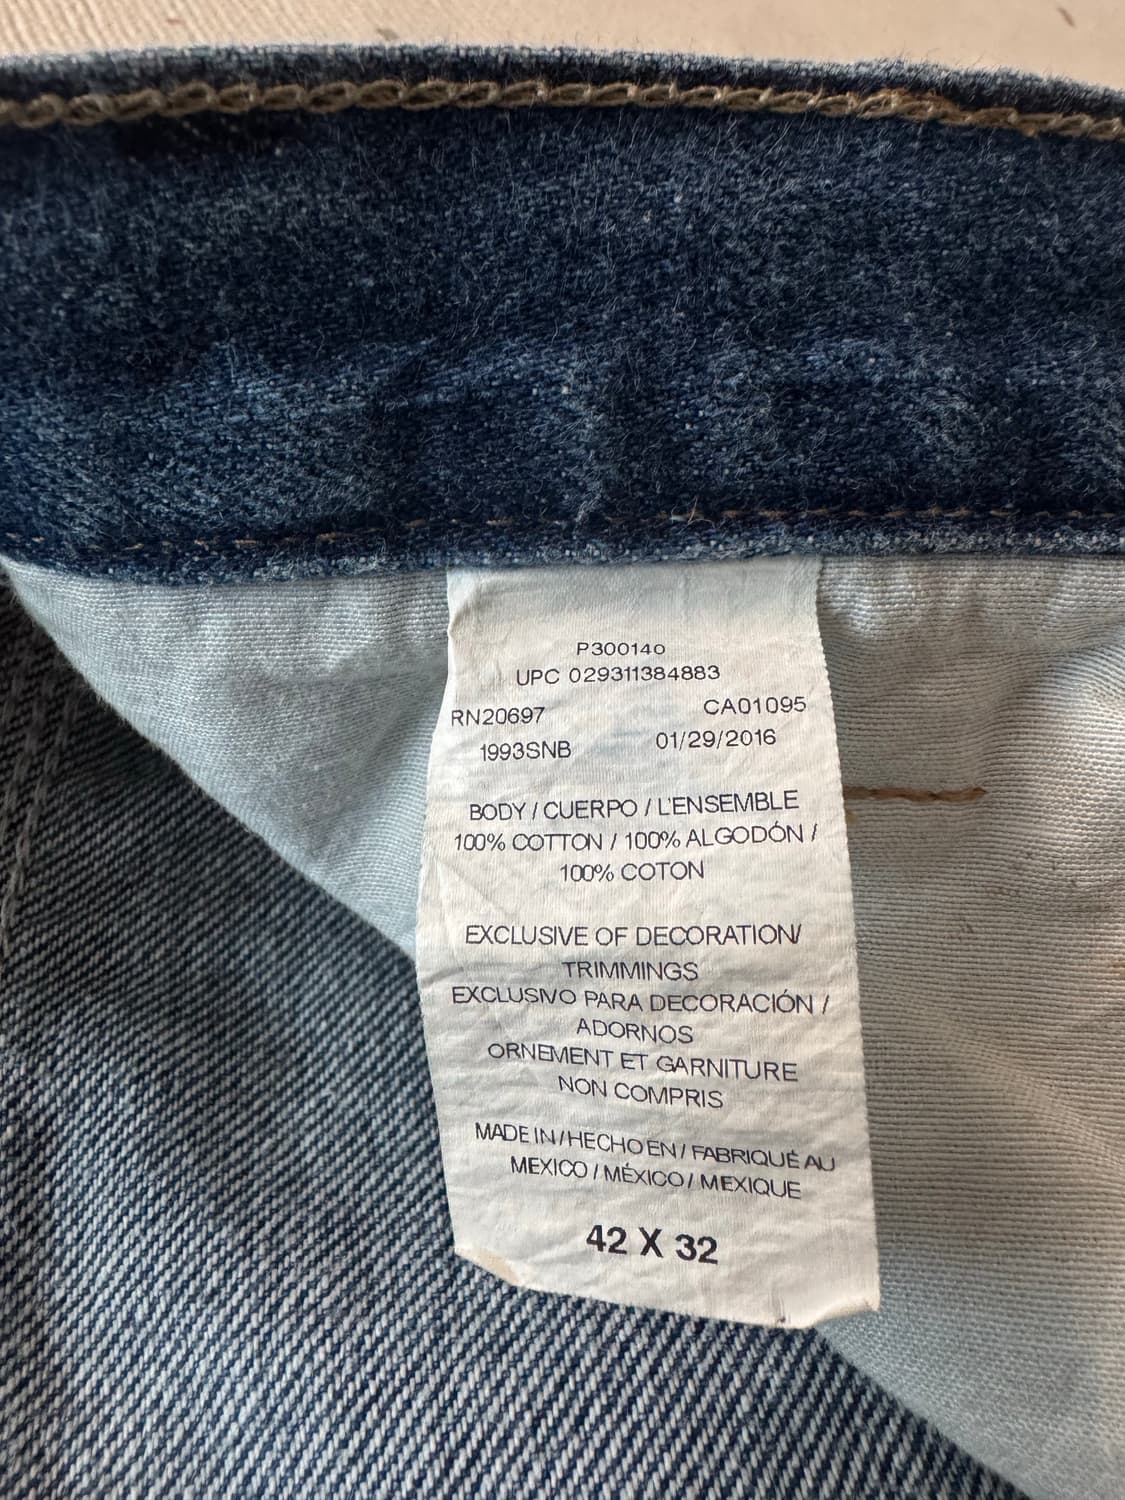 P300140
UPC 029311384883
RN20697 CA01095
1993SNB 01/29/2016
BODY / CUERPO / L'ENSEMBLE
100% COTTON / 100% ALGODÓN /
100% COTON
EXCLUSIVE OF DECORATION/
TRIMMINGS
EXCLUSIVO PARA DECORACIÓN /
ADORNOS
ORNEMENT ET GARNITURE
NON COMPRIS
MADE IN / HECHO EN / FABRIQUÉ AU
MEXICO / MÉXICO / MEXIQUE
42 X 32